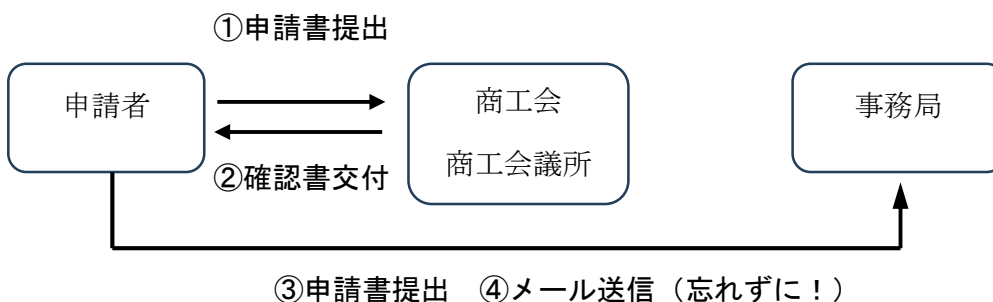 ①申請書提出
申請者
商工会
商工会議所
事務局
②確認書交付
③申請書提出　④メール送信（忘れずに！）